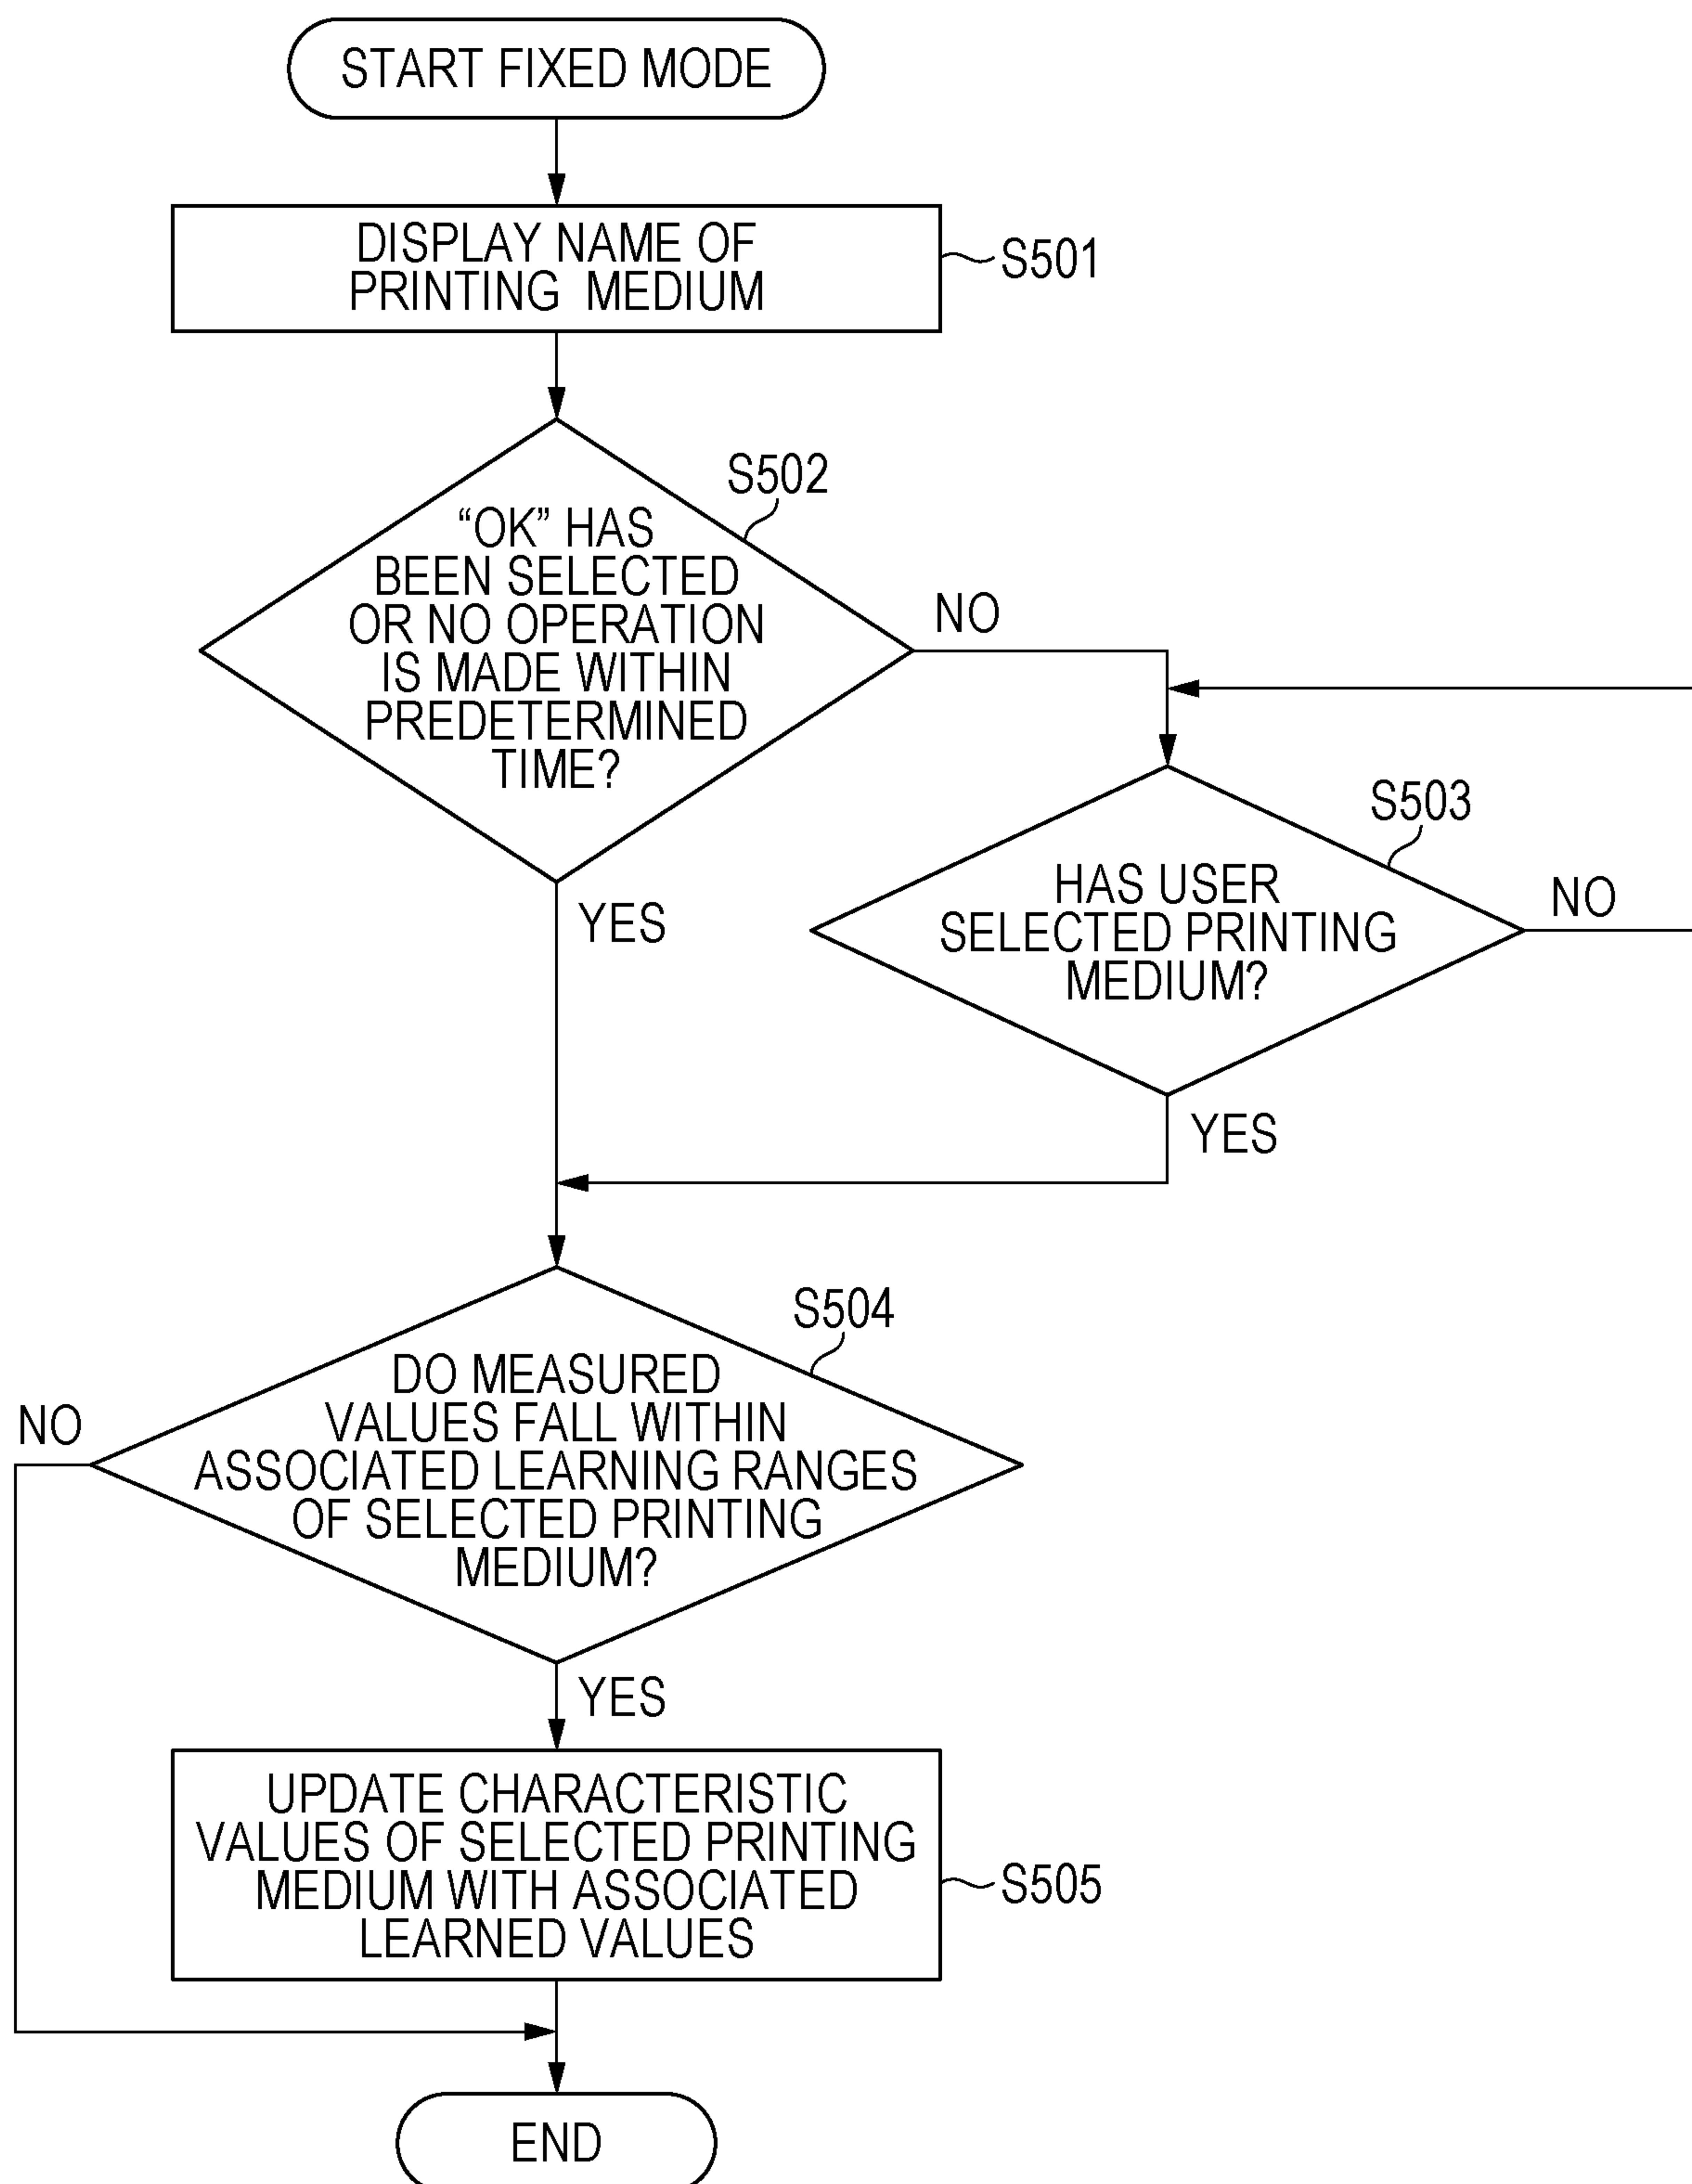 START FIXED MODE
DISPLAY NAME OF
PRINTING MEDIUM
S501
S502
“OK” HAS
BEEN SELECTED
OR NO OPERATION
IS MADE WITHIN
PREDETERMINED
TIME?
NO
YES
S503
HAS USER
SELECTED PRINTING
MEDIUM?
NO
YES
S504
DO MEASURED
VALUES FALL WITHIN
ASSOCIATED LEARNING RANGES
OF SELECTED PRINTING
MEDIUM?
NO
YES
UPDATE CHARACTERISTIC
VALUES OF SELECTED PRINTING
MEDIUM WITH ASSOCIATED
LEARNED VALUES
S505
END